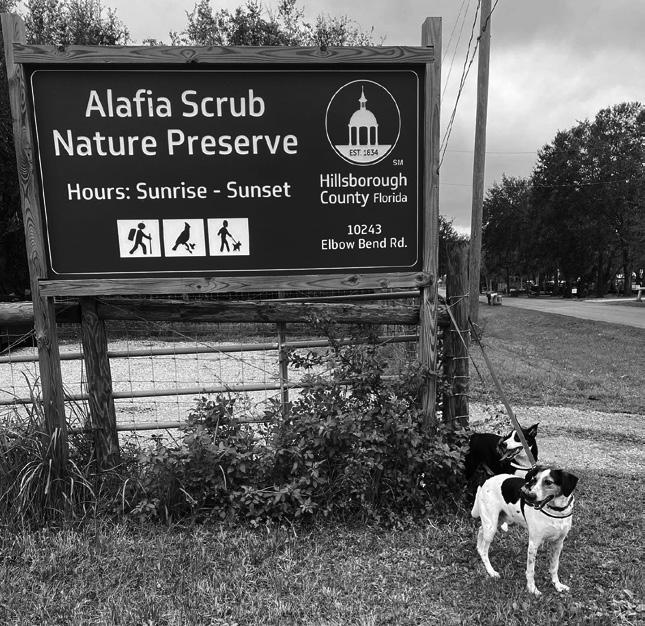 Alafia Scrub
Nature Preserve
Hours: Sunrise - Sunset
EST. 1834
SM
Hillsborough
County Florida
10243
Elbow Bend Rd.